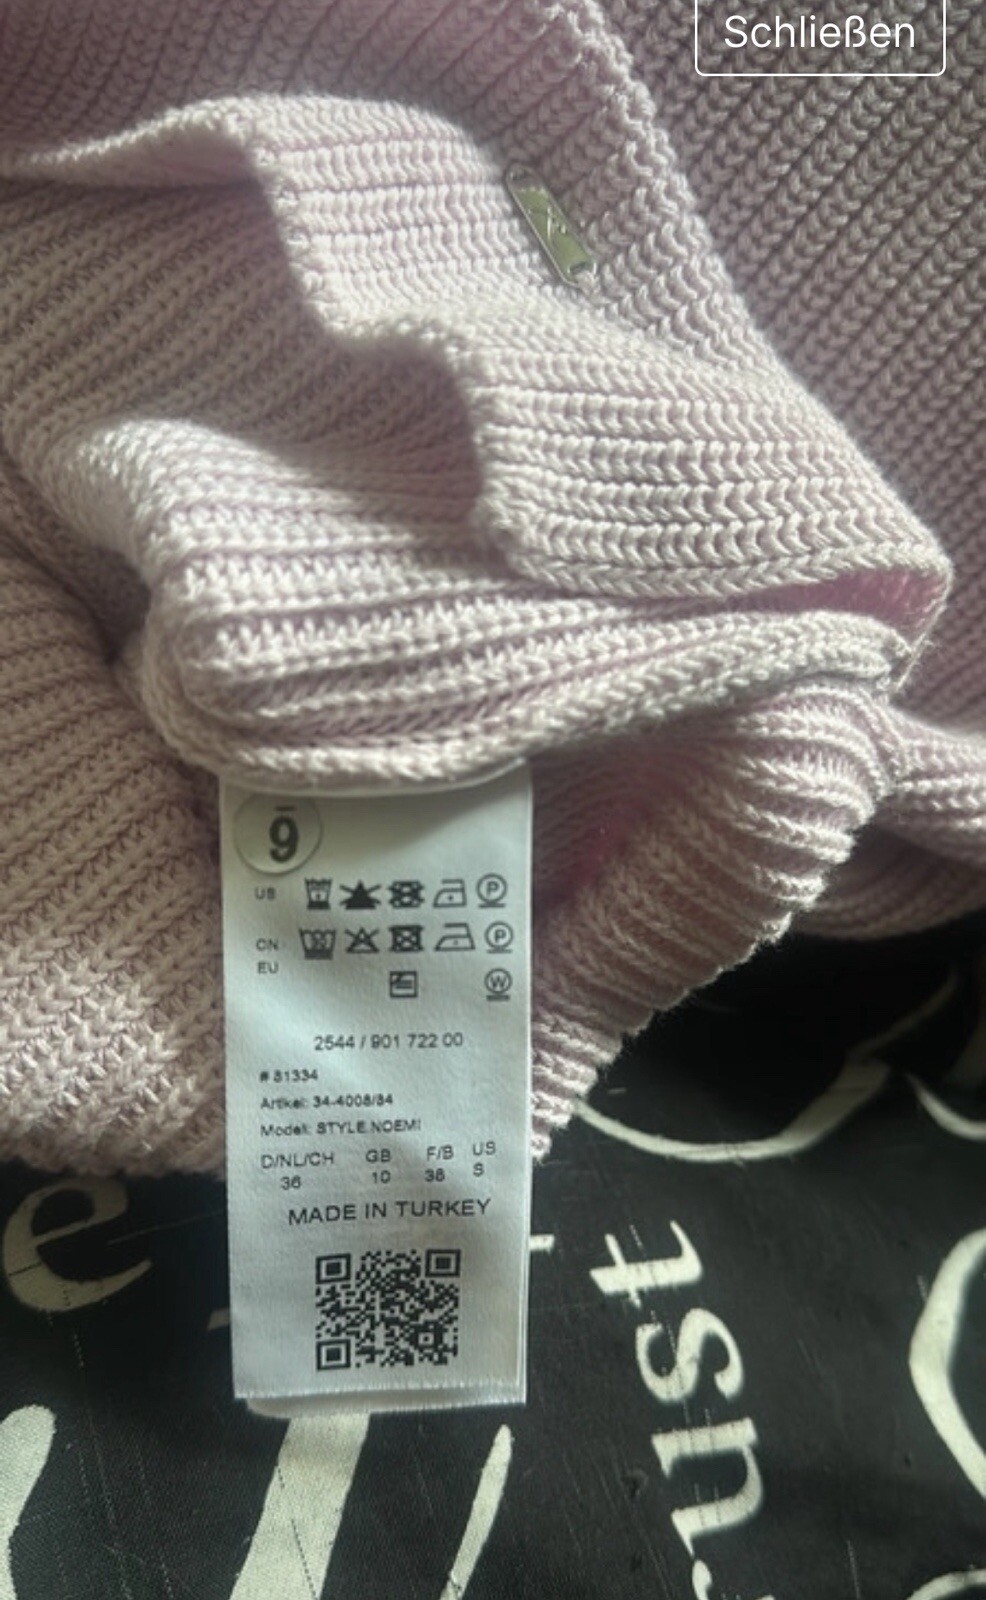 Schließen
9
US
P
CN
P
EU
W
2544 / 901 722 00
# 81334
Artikel: 34-4008/84
Modell: STYLE.NOEMI
D/NL/CH GB F/B US
36 10 38 S
MADE IN TURKEY
e
t
ust